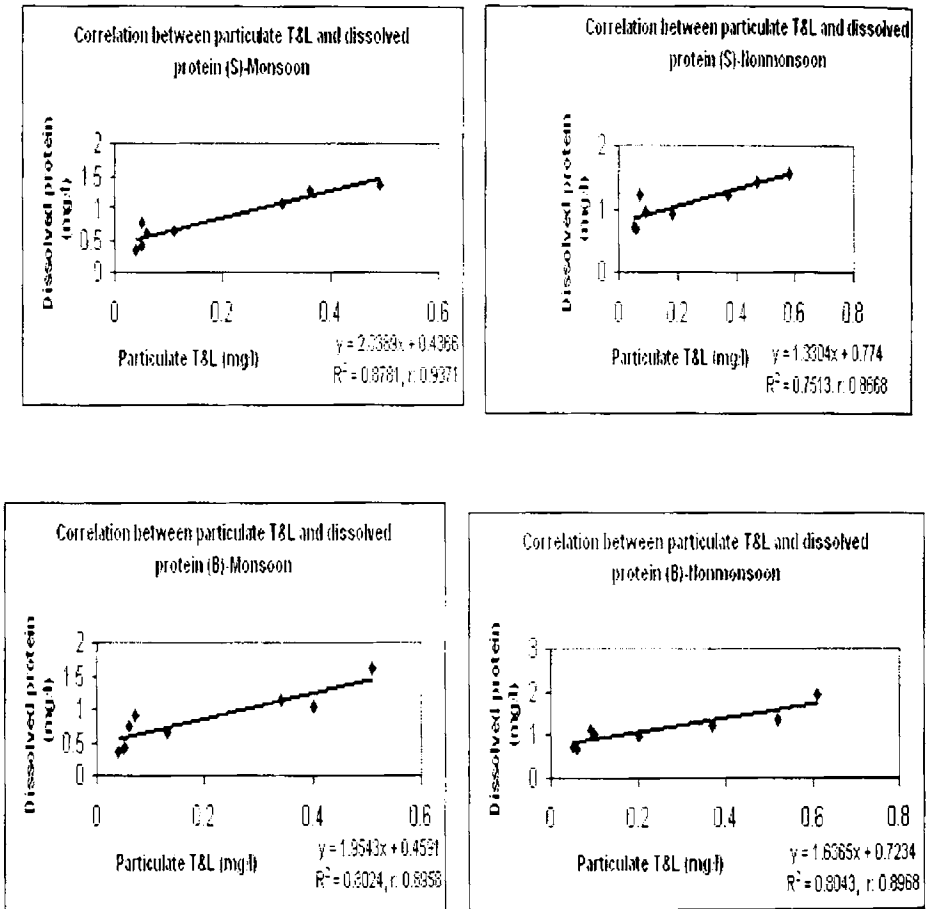 Correlation between particulate T&L and dissolved
protein (S)-Monsoon
Dissolved protein
(mg/l)
2
1.5
1
0.5
0
0 0.2 0.4 0.6
Particulate T&L (mg/l)
y = 2.0389x + 0.4366
R² = 0.8781, r: 0.9371
Correlation between particulate T&L and dissolved
protein (S)-Nonmonsoon
Dissolved protein
(mg/l)
2
1
0
0 0.2 0.4 0.6 0.8
Particulate T&L (mg/l)
y = 1.3304x + 0.774
R² = 0.7513, r: 0.8668
Correlation between particulate T&L and dissolved
protein (B)-Monsoon
Dissolved protein
(mg/l)
2
1.5
1
0.5
0
0 0.2 0.4 0.6
Particulate T&L (mg/l)
y = 1.9543x + 0.4591
R² = 0.8024, r: 0.8958
Correlation between particulate T&L and dissolved
protein (B)-Nonmonsoon
Dissolved protein
(mg/l)
3
2
1
0
0 0.2 0.4 0.6 0.8
Particulate T&L (mg/l)
y = 1.6365x + 0.7234
R² = 0.8043, r: 0.8968